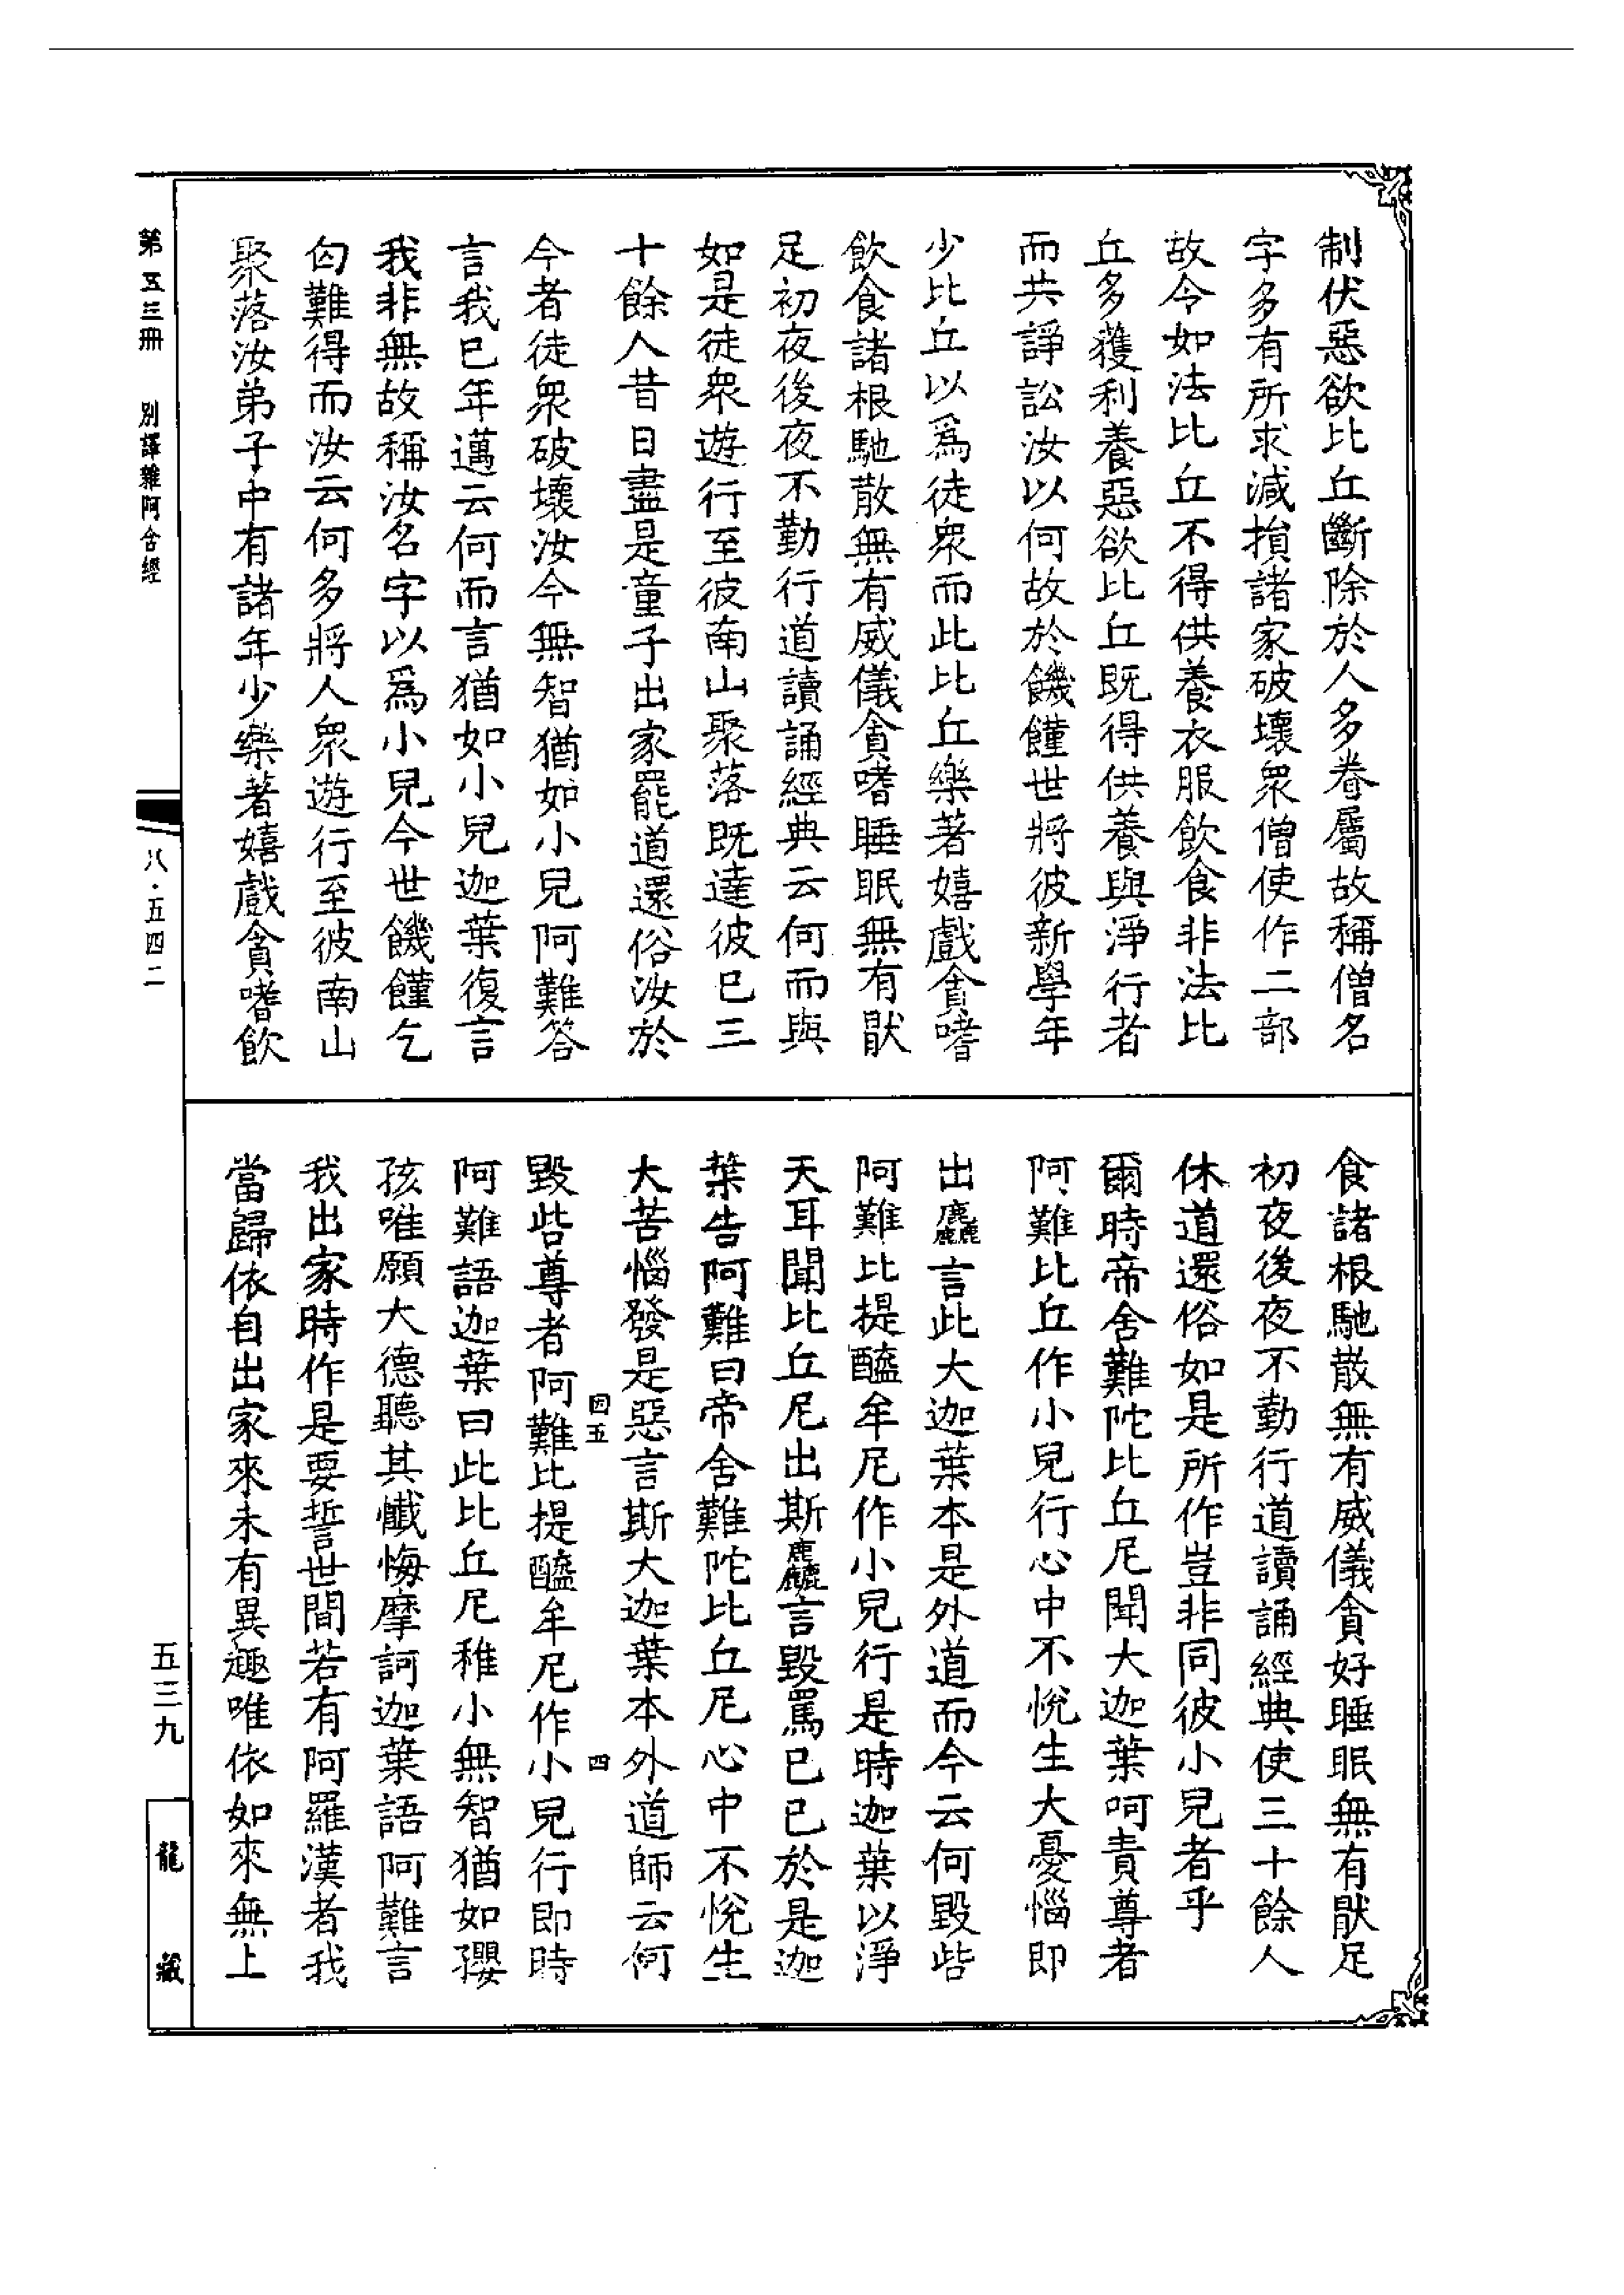 制伏惡欲比丘斷除於人多眷屬故稱僧名
字多有所求減損諸家破壞眾僧使作二部
故今如法比丘不得供養衣服飲食非法比
丘多獲利養惡欲比丘既得供養與淨行者
而共諍訟汝以何故於饑饉世將彼新學年
少比丘以為徒眾而此比丘樂著嬉戲貪嗜
飲食諸根馳散無有威儀貪嗜睡眠無有猒
足初夜後夜不勤行道讀誦經典云何而與
如是徒眾遊行至彼南山聚落既達彼已三
十餘人昔日盡是童子出家罷道還俗汝於
今者徒眾破壞汝今無智猶如小兒阿難答
言我已年邁云何而言猶如小兒迦葉復言
我非無故稱汝名字以為小兒今世饑饉乞
匃難得而汝云何多將人眾遊行至彼南山
聚落汝弟子中有諸年少樂著嬉戲貪嗜飲
食諸根馳散無有威儀貪好睡眠無有猒足
初夜後夜不勤行道讀誦經典使三十餘人
休道還俗如是所作豈非同彼小兒者乎
爾時帝舍難陀比丘尼聞大迦葉呵責尊者
阿難比丘作小兒行心中不悅生大憂惱即
出麤言此大迦葉本是外道而今云何毀呰
阿難比提醯牟尼作小兒行是時迦葉以淨
天耳聞比丘尼出斯麤言毀罵已已於是迦
葉告阿難曰帝舍難陀比丘尼心中不悅生
大苦惱發是惡言斯大迦葉本外道師云何
毀呰尊者阿難比提醯牟尼作小兒行即時
阿難語迦葉曰此比丘尼稚小無智猶如孾
孩唯願大德聽其懺悔摩訶迦葉語阿難言
我出家時作是要誓世間若有阿羅漢者我
當歸依自出家來未有異趣唯依如來無上
因五
四
第五三冊 別譯雜阿含經
八·五四二
五三九
龍藏